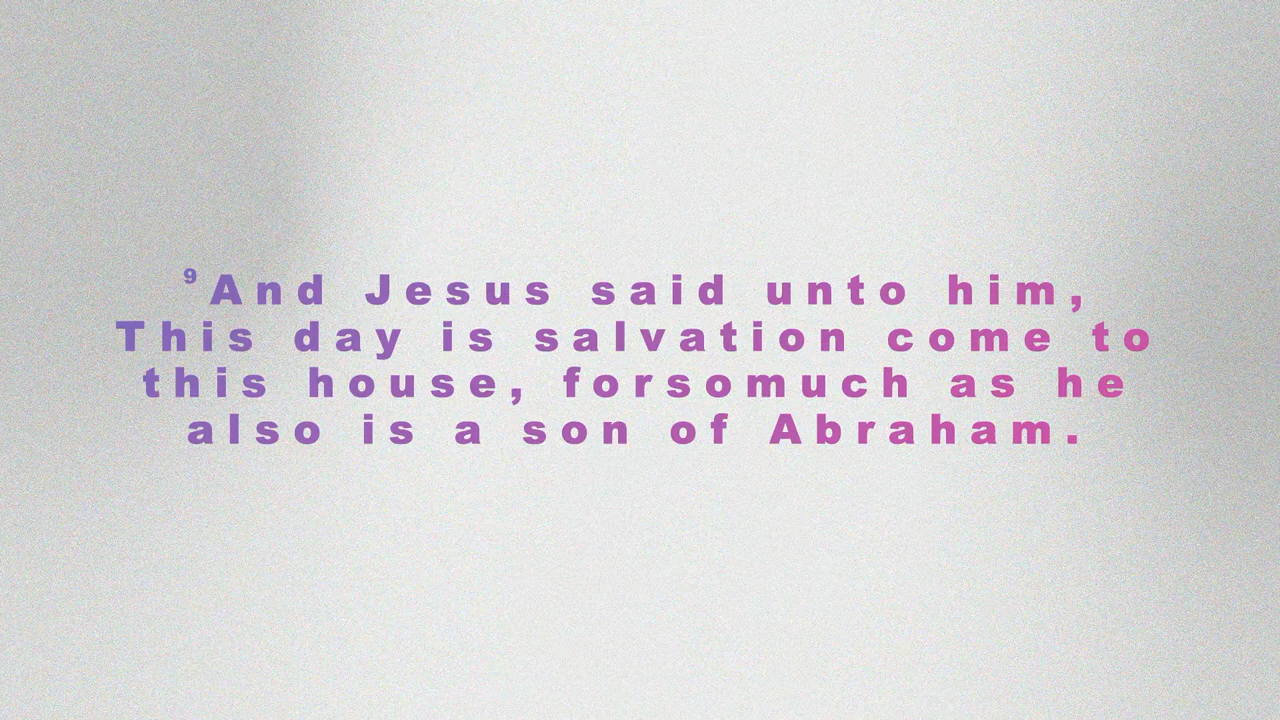 ⁹And Jesus said unto him,
This day is salvation come to
this house, forsomuch as he
also is a son of Abraham.